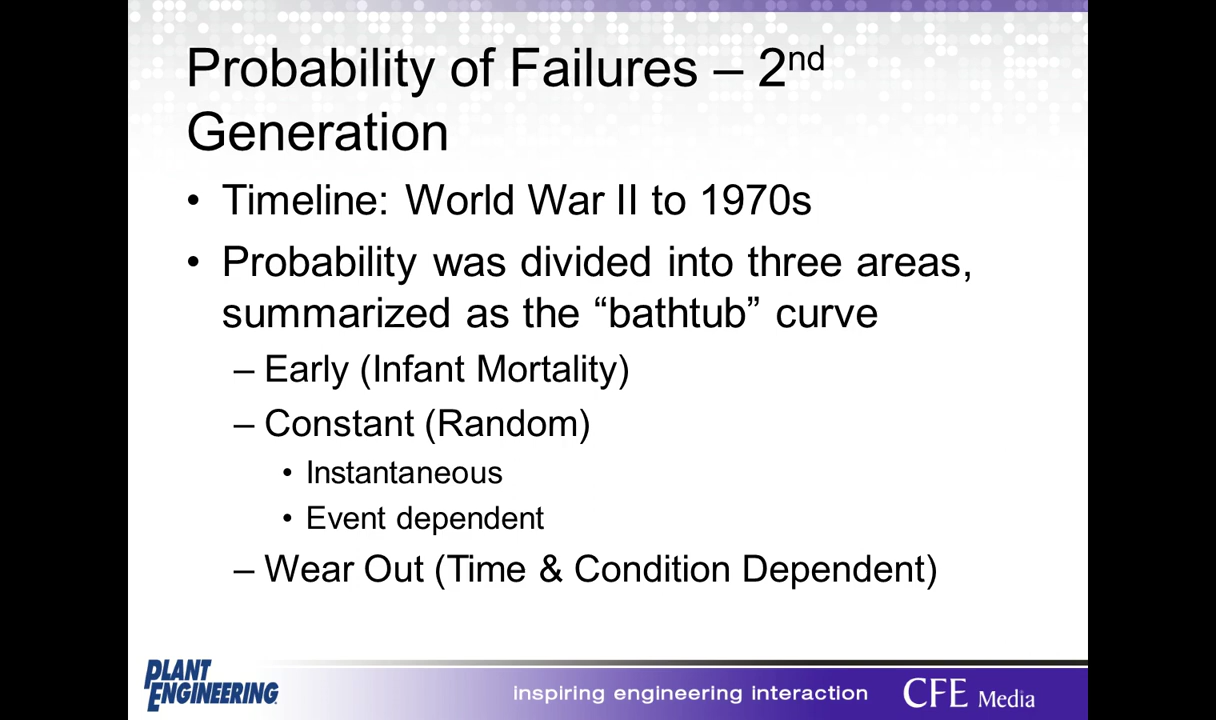 Probability of Failures – 2nd
Generation
• Timeline: World War II to 1970s
• Probability was divided into three areas,
summarized as the “bathtub” curve
– Early (Infant Mortality)
– Constant (Random)
• Instantaneous
• Event dependent
– Wear Out (Time & Condition Dependent)
PLANT
ENGINEERING
inspiring engineering interaction
CFE Media